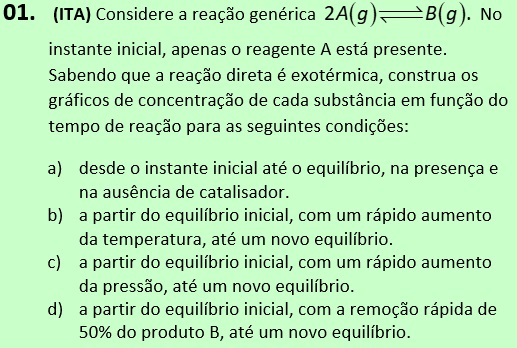 01. (ITA) Considere a reação genérica 2A(g)⇌B(g). No
instante inicial, apenas o reagente A está presente.
Sabendo que a reação direta é exotérmica, construa os
gráficos de concentração de cada substância em função do
tempo de reação para as seguintes condições:
a) desde o instante inicial até o equilíbrio, na presença e
na ausência de catalisador.
b) a partir do equilíbrio inicial, com um rápido aumento
da temperatura, até um novo equilíbrio.
c) a partir do equilíbrio inicial, com um rápido aumento
da pressão, até um novo equilíbrio.
d) a partir do equilíbrio inicial, com a remoção rápida de
50% do produto B, até um novo equilíbrio.